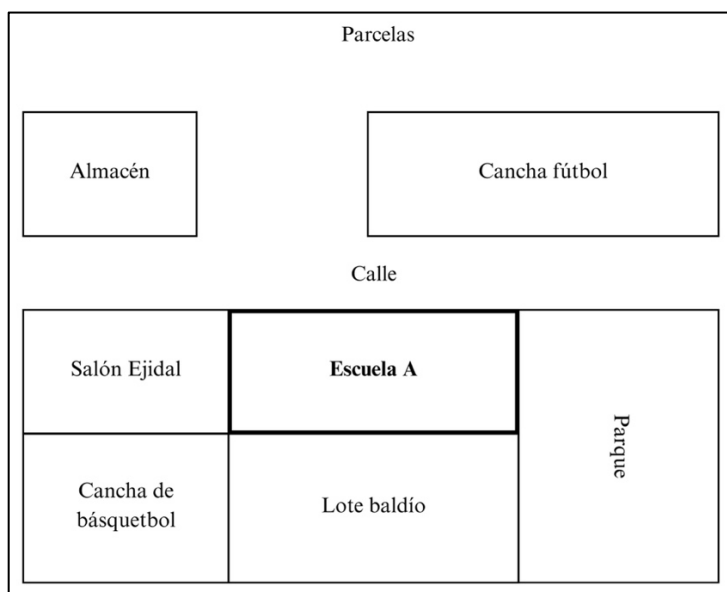 Parcelas
Almacén
Cancha fútbol
Calle
Salón Ejidal
Escuela A
Parque
Cancha de
básquetbol
Lote baldío